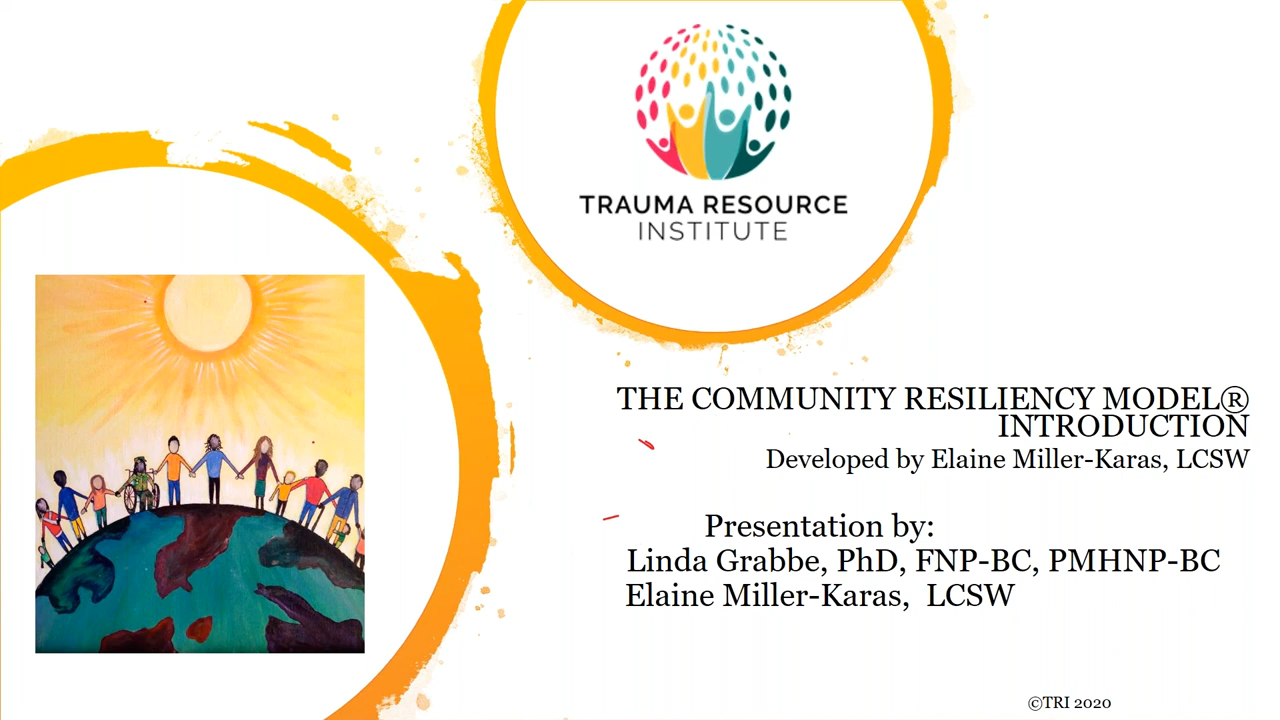 TRAUMA RESOURCE
INSTITUTE
THE COMMUNITY RESILIENCY MODEL®
INTRODUCTION
Developed by Elaine Miller-Karas, LCSW
Presentation by:
Linda Grabbe, PhD, FNP-BC, PMHNP-BC
Elaine Miller-Karas, LCSW
©TRI 2020